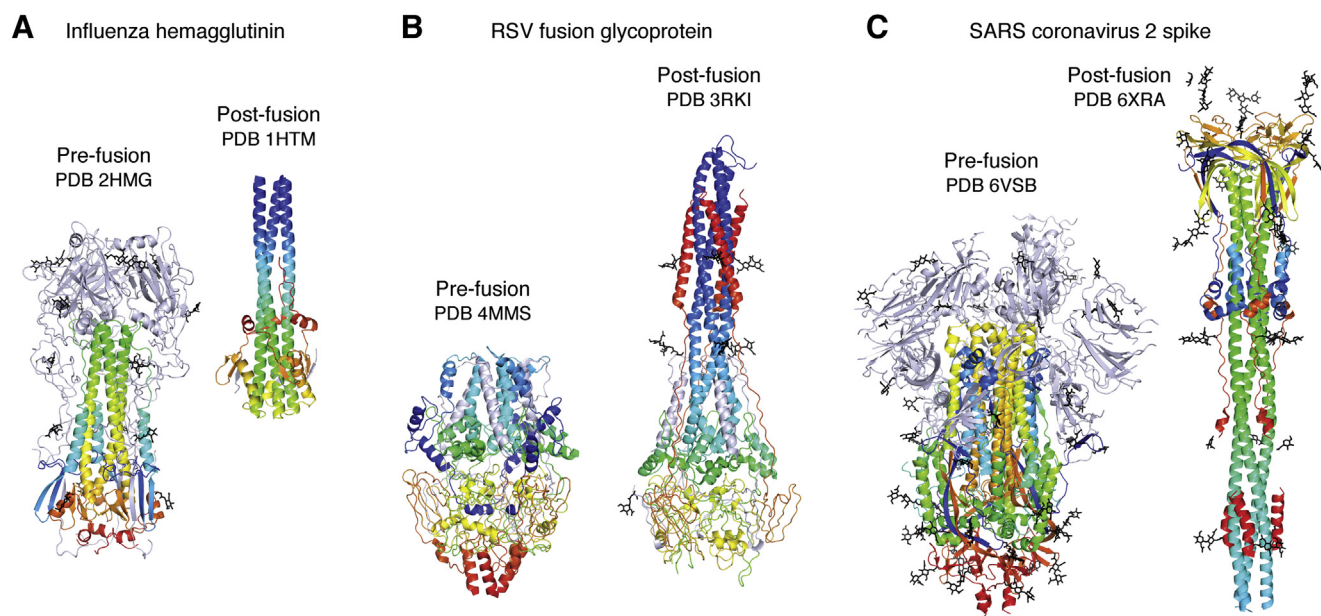 A Influenza hemagglutinin
Pre-fusion
PDB 2HMG
Post-fusion
PDB 1HTM
B RSV fusion glycoprotein
Pre-fusion
PDB 4MMS
Post-fusion
PDB 3RKI
C SARS coronavirus 2 spike
Pre-fusion
PDB 6VSB
Post-fusion
PDB 6XRA